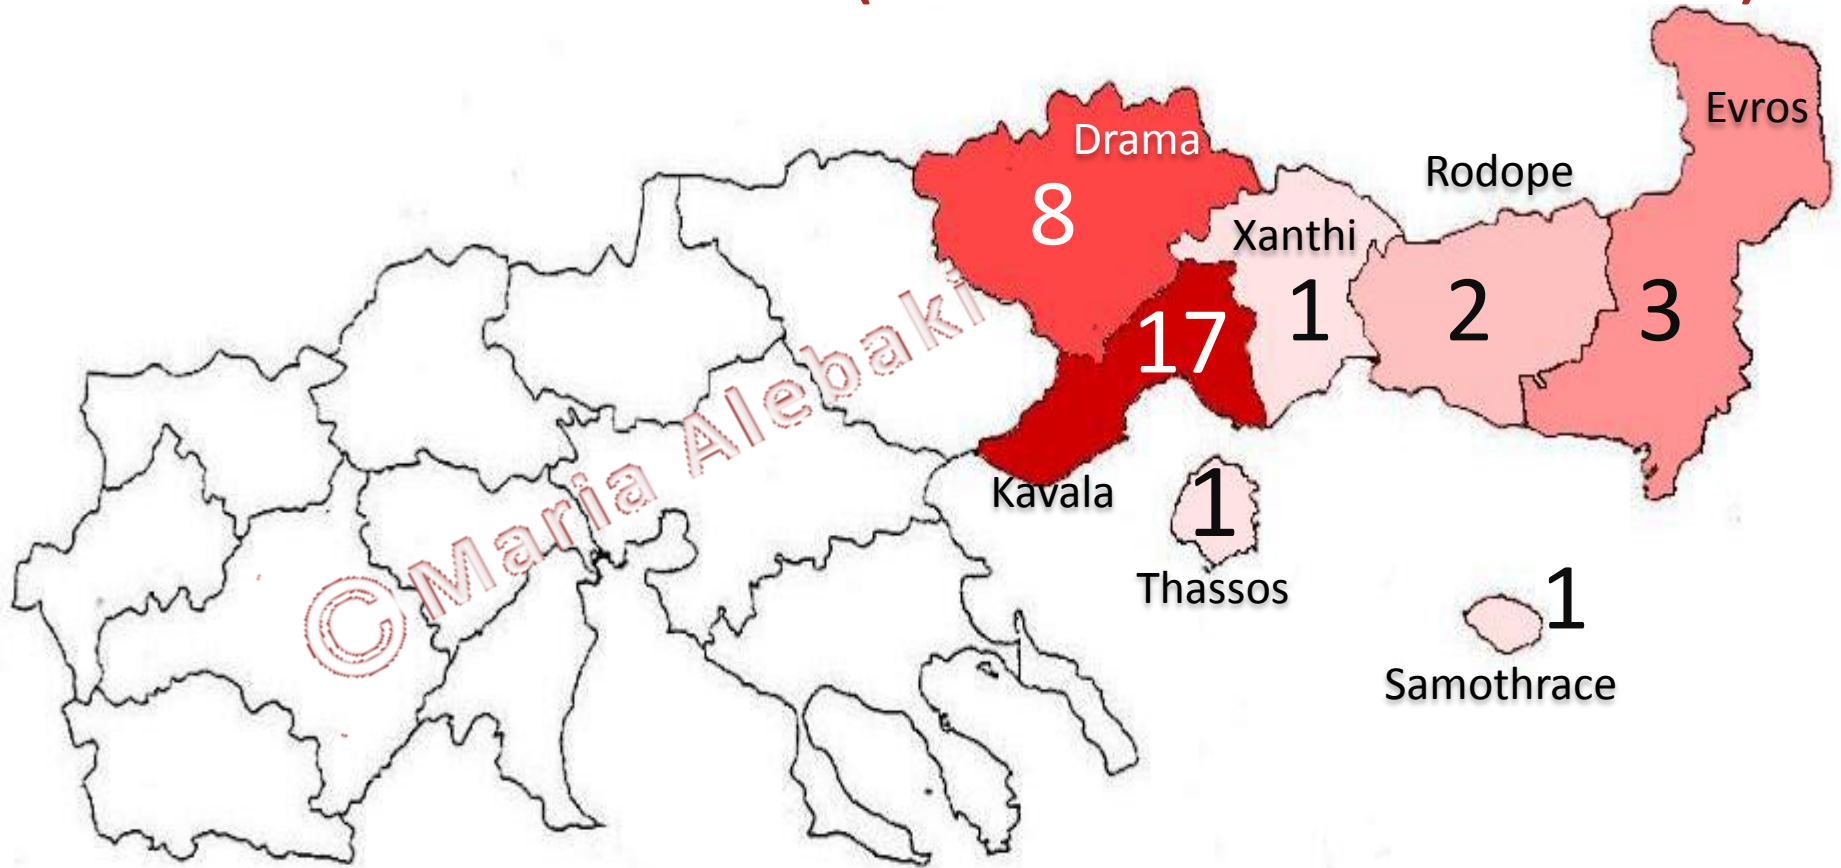 Evros
Drama
Rodope
8
Xanthi
17
1
2
3
Kavala
1
Thassos
1
Samothrace
©Maria Alebaki